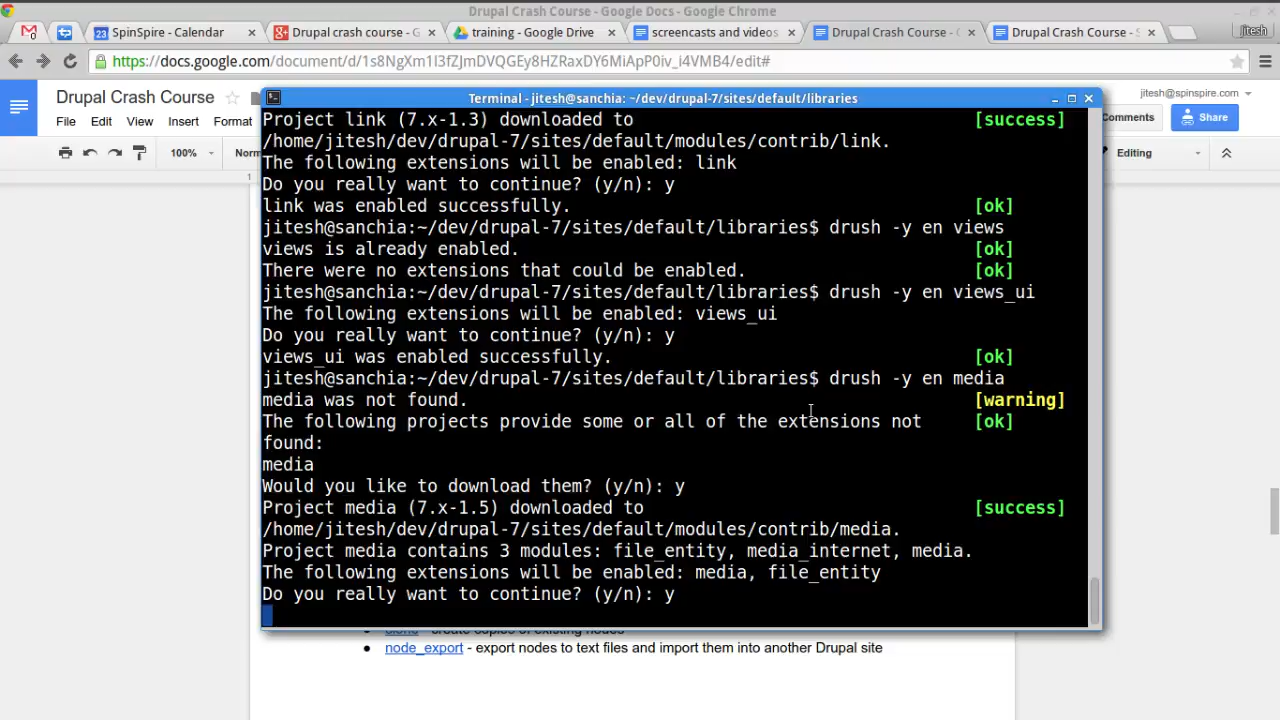 Drupal Crash Course - Google Docs - Google Chrome
SpinSpire - Calendar × Drupal crash course - G × training - Google Drive × screencasts and videos × Drupal Crash Course - × Drupal Crash Course - × jitesh
https://docs.google.com/document/d/1s8NgXm1I3fZJmDVQGEy8HZRaxDY6MiApP0iv_i4VMB4/edit#
Drupal Crash Course
jitesh@spinspire.com
File Edit View Insert Format
Comments Share
100% Norm
Editing
Terminal - jitesh@sanchia: ~/dev/drupal-7/sites/default/libraries
Project link (7.x-1.3) downloaded to [success]
/home/jitesh/dev/drupal-7/sites/default/modules/contrib/link.
The following extensions will be enabled: link
Do you really want to continue? (y/n): y
link was enabled successfully. [ok]
jitesh@sanchia:~/dev/drupal-7/sites/default/libraries$ drush -y en views
views is already enabled. [ok]
There were no extensions that could be enabled. [ok]
jitesh@sanchia:~/dev/drupal-7/sites/default/libraries$ drush -y en views_ui
The following extensions will be enabled: views_ui
Do you really want to continue? (y/n): y
views_ui was enabled successfully. [ok]
jitesh@sanchia:~/dev/drupal-7/sites/default/libraries$ drush -y en media
media was not found. [warning]
The following projects provide some or all of the extensions not [ok]
found:
media
Would you like to download them? (y/n): y
Project media (7.x-1.5) downloaded to [success]
/home/jitesh/dev/drupal-7/sites/default/modules/contrib/media.
Project media contains 3 modules: file_entity, media_internet, media.
The following extensions will be enabled: media, file_entity
Do you really want to continue? (y/n): y
• node_export - export nodes to text files and import them into another Drupal site